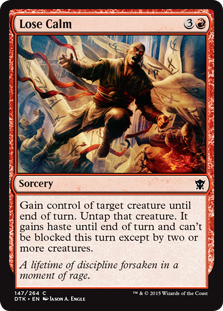 Lose Calm 3
Sorcery
Gain control of target creature until
end of turn. Untap that creature. It
gains haste until end of turn and can't
be blocked this turn except by two or
more creatures.
A lifetime of discipline forsaken in a
moment of rage.
147/264 C
DTK • EN JASON A. ENGLE
™ & © 2015 Wizards of the Coast